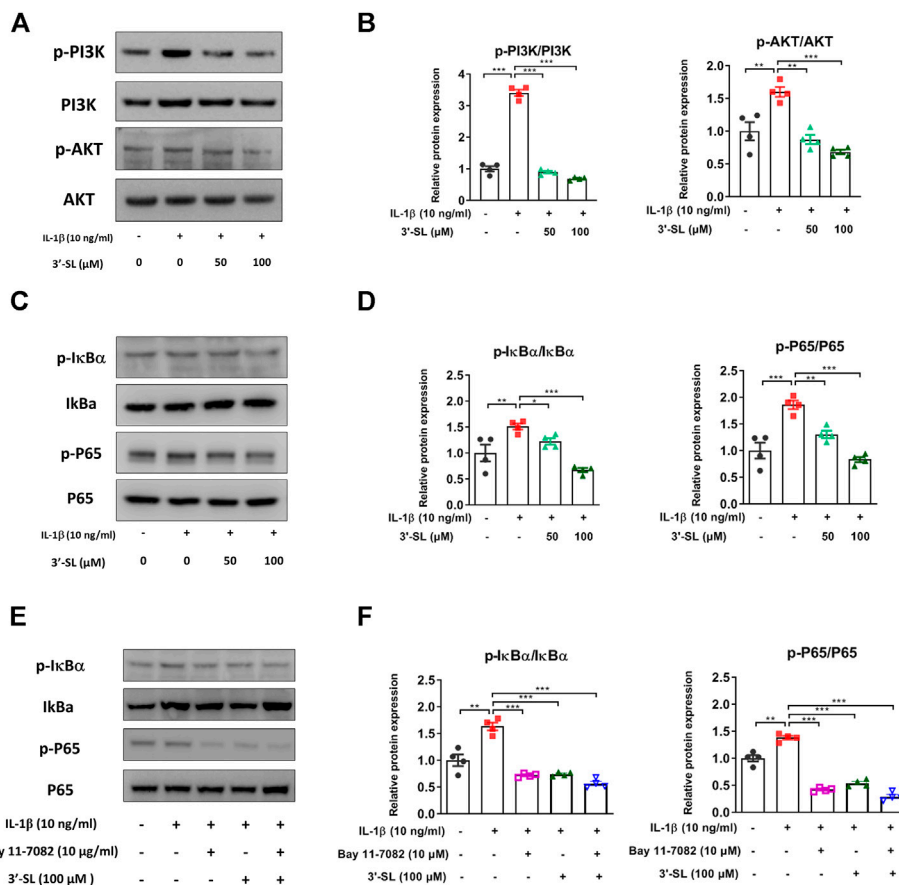 A
p-PI3K
PI3K
p-AKT
AKT
IL-1β (10 ng/ml) - + + +
3′-SL (μM) 0 0 50 100
B
p-PI3K/PI3K
*** *** ***
Relative protein expression
4
3
2
1
0
IL-1β (10 ng/ml) - + + +
3'-SL (μM) - - 50 100
p-AKT/AKT
** ** ***
Relative protein expression
2.0
1.5
1.0
0.5
0.0
IL-1β (10 ng/ml) - + + +
3'-SL (μM) - - 50 100
C
p-IκBα
IkBa
p-P65
P65
IL-1β (10 ng/ml) - + + +
3′-SL (μM) 0 0 50 100
D
p-IκBα/IκBα
** * ***
Relative protein expression
2.5
2.0
1.5
1.0
0.5
0.0
IL-1β (10 ng/ml) - + + +
3'-SL (μM) - - 50 100
p-P65/P65
*** ** ***
Relative protein expression
2.5
2.0
1.5
1.0
0.5
0.0
IL-1β (10 ng/ml) - + + +
3'-SL (μM) - - 50 100
E
p-IκBα
IkBa
p-P65
P65
IL-1β (10 ng/ml) - + + + +
11-7082 (10 μg/ml) - - + - +
3′-SL (100 μM ) - - - + +
F
p-IκBα/IκBα
** *** *** ***
Relative protein expression
2.5
2.0
1.5
1.0
0.5
0.0
IL-1β (10 ng/ml) - + + + +
Bay 11-7082 (10 μM) - - + - +
3'-SL (100 μM) - - - + +
p-P65/P65
** *** *** ***
Relative protein expression
2.0
1.5
1.0
0.5
0.0
IL-1β (10 ng/ml) - + + + +
Bay 11-7082 (10 μM) - - + - +
3'-SL (100 μM) - - - + +